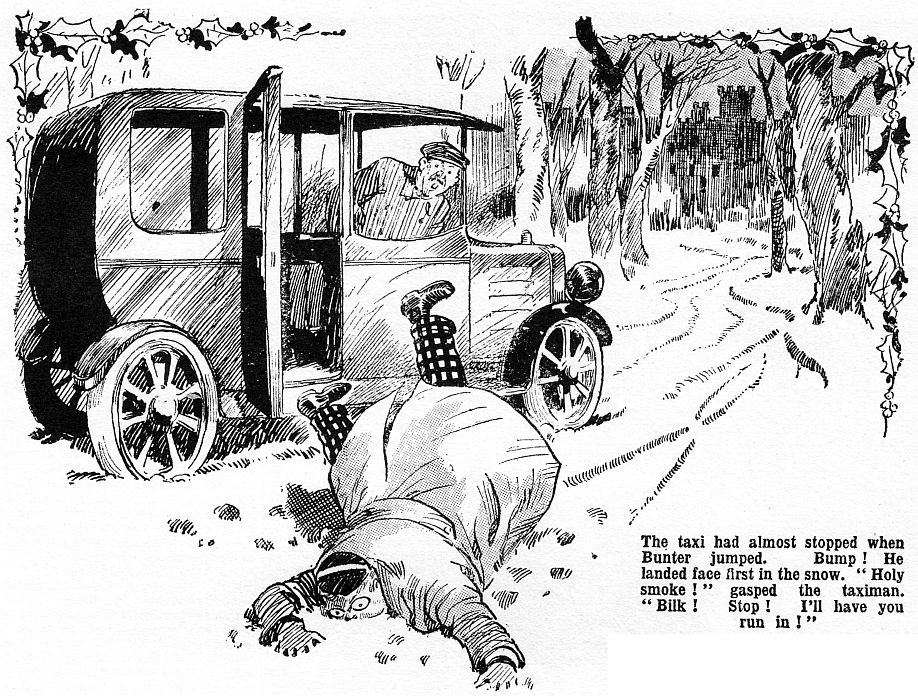 The taxi had almost stopped when
Bunter jumped. Bump! He
landed face first in the snow. "Holy
smoke!" gasped the taximan.
"Bilk! Stop! I'll have you
run in!"